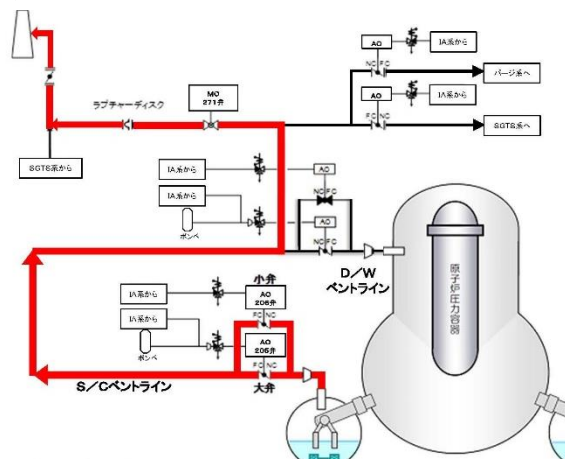 AO
IA系から
NC FC
パージ系へ
MO
271弁
ラプチャーディスク
AO
IA系から
NC FC
SGTS系へ
SGTS系から
IA系から
AO
NC FC
IA系から
AO
ボンベ
NC FC
D/W
ベントライン
原子炉圧力容器
小弁
IA系から
AO
206弁
FC NC
IA系から
AO
205弁
ボンベ
FC NC
大弁
S/Cベントライン